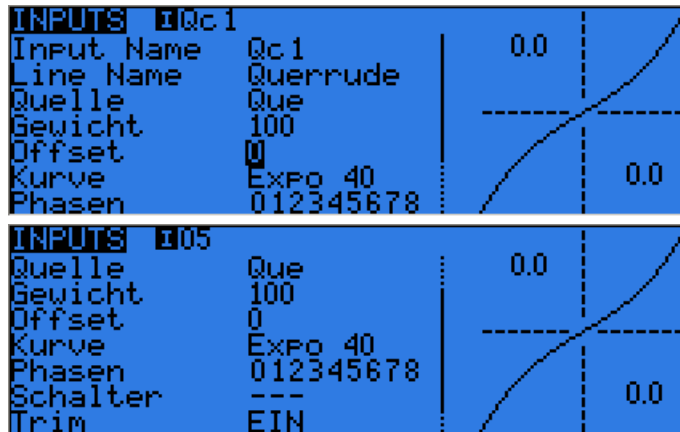 INPUTS IQc1
Input Name Qc1
0.0
Line Name Querrude
Quelle Que
Gewicht 100
Offset 0
Kurve Expo 40
0.0
Phasen 012345678
INPUTS I05
Quelle Que
0.0
Gewicht 100
Offset 0
Kurve Expo 40
Phasen 012345678
Schalter ---
0.0
Trim EIN